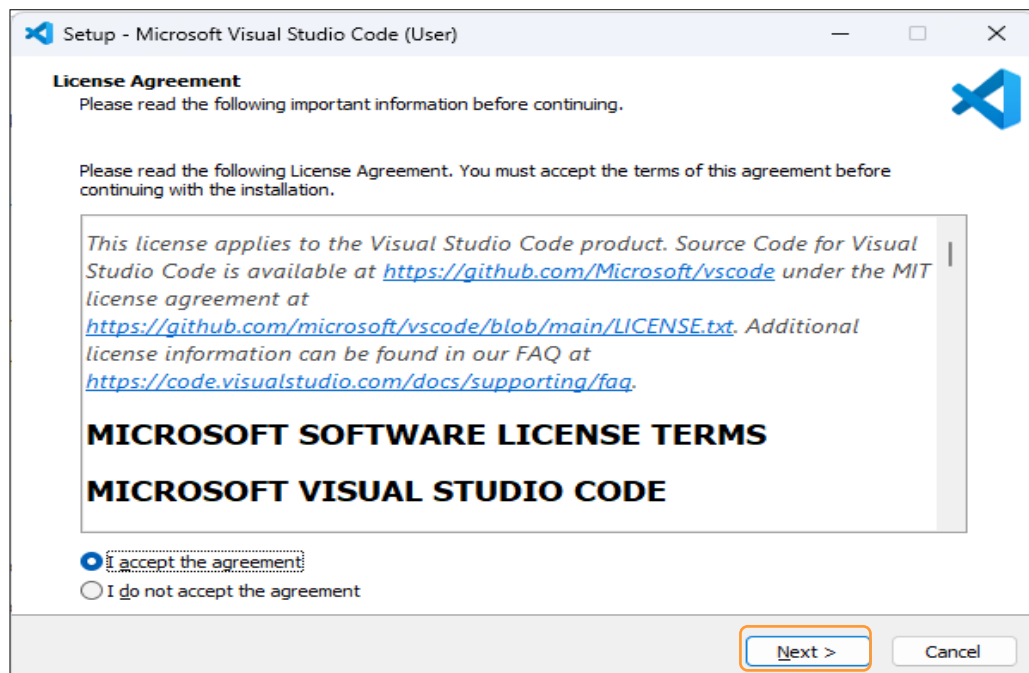 Setup - Microsoft Visual Studio Code (User)
License Agreement
Please read the following important information before continuing.
Please read the following License Agreement. You must accept the terms of this agreement before
continuing with the installation.
This license applies to the Visual Studio Code product. Source Code for Visual
Studio Code is available at https://github.com/Microsoft/vscode under the MIT
license agreement at
https://github.com/microsoft/vscode/blob/main/LICENSE.txt. Additional
license information can be found in our FAQ at
https://code.visualstudio.com/docs/supporting/faq.
MICROSOFT SOFTWARE LICENSE TERMS
MICROSOFT VISUAL STUDIO CODE
I accept the agreement
I do not accept the agreement
Next >
Cancel